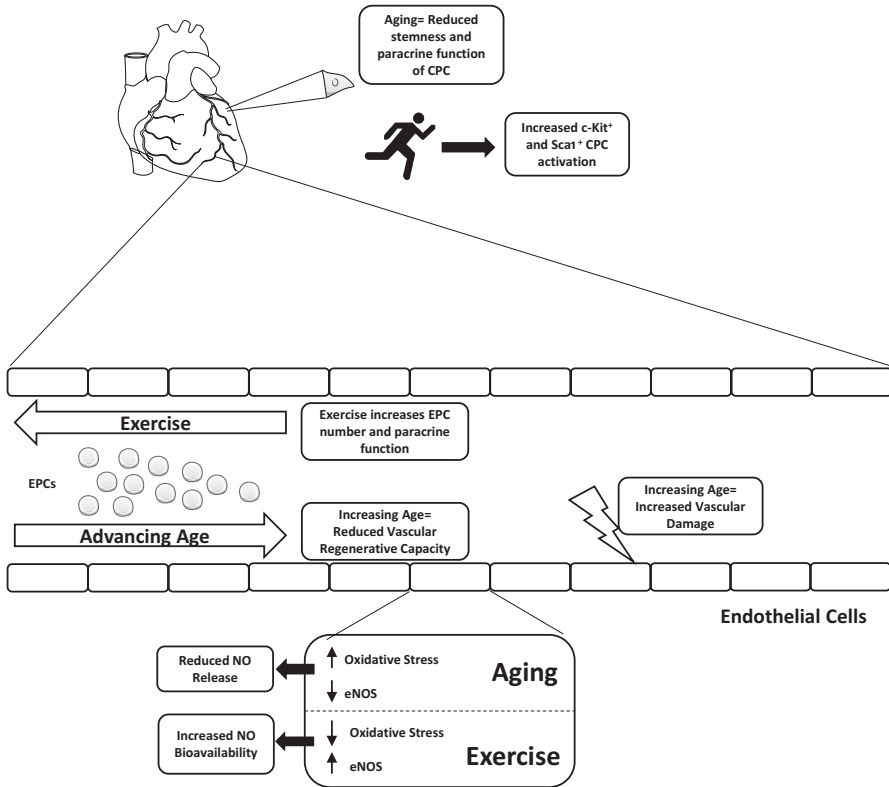 Aging= Reduced
stemness and
paracrine function
of CPC
Increased c-Kit⁺
and Sca1⁺ CPC
activation
Exercise
Exercise increases EPC
number and paracrine
function
EPCs
Advancing Age
Increasing Age=
Reduced Vascular
Regenerative Capacity
Increasing Age=
Increased Vascular
Damage
Endothelial Cells
Reduced NO
Release
Oxidative Stress
eNOS
Aging
Increased NO
Bioavailability
Oxidative Stress
eNOS
Exercise